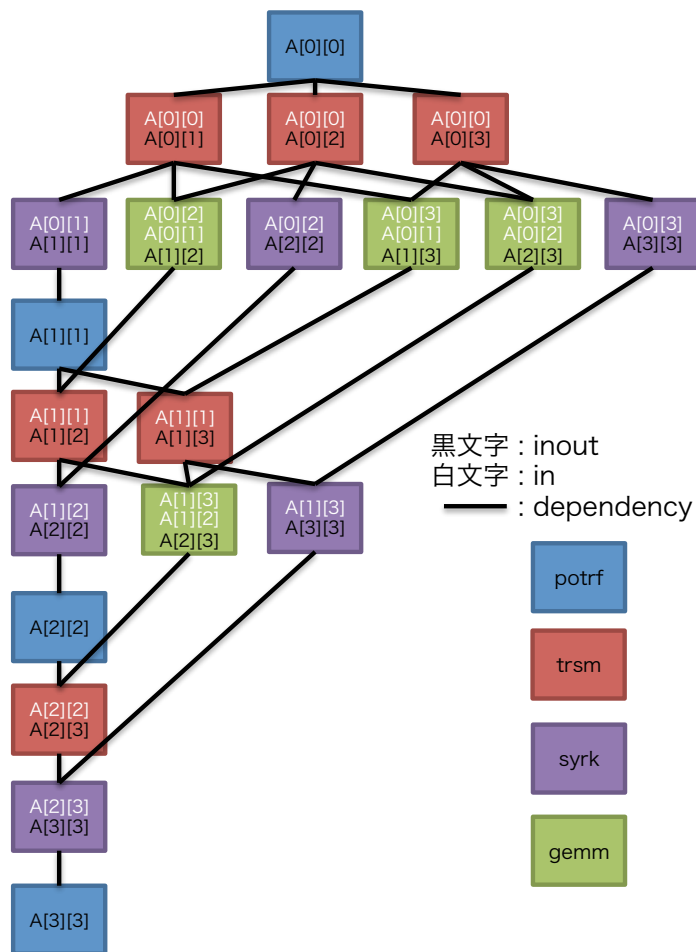 A[0][0]
A[0][0]
A[0][1]
A[0][0]
A[0][2]
A[0][0]
A[0][3]
A[0][1]
A[1][1]
A[0][2]
A[0][1]
A[1][2]
A[0][2]
A[2][2]
A[0][3]
A[0][1]
A[1][3]
A[0][3]
A[0][2]
A[2][3]
A[0][3]
A[3][3]
A[1][1]
A[1][1]
A[1][2]
A[1][1]
A[1][3]
黒文字 : inout
白文字 : in
: dependency
A[1][2]
A[2][2]
A[1][3]
A[1][2]
A[2][3]
A[1][3]
A[3][3]
potrf
A[2][2]
trsm
A[2][2]
A[2][3]
syrk
A[2][3]
A[3][3]
gemm
A[3][3]